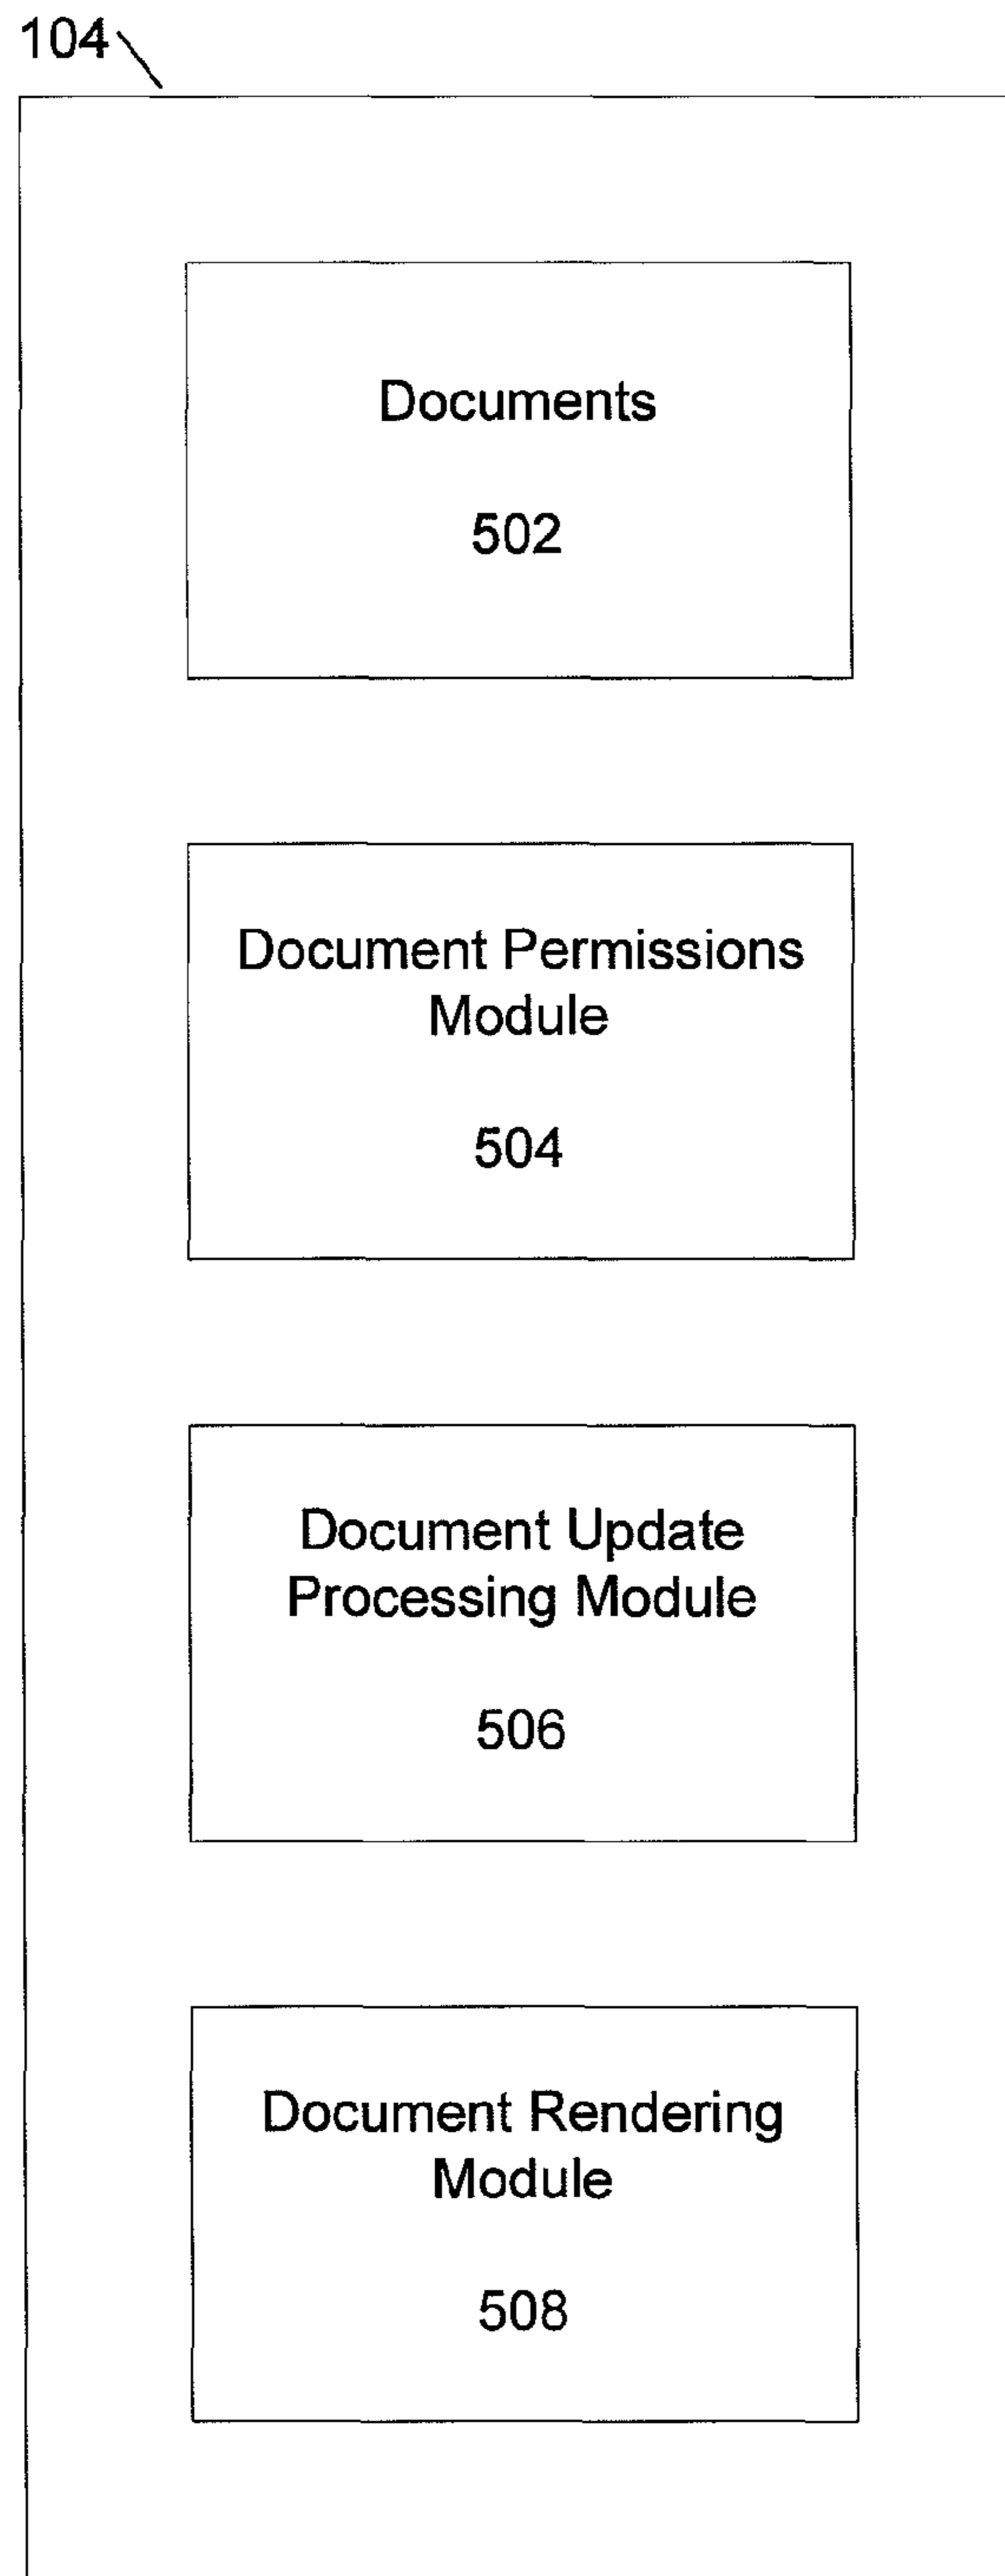 104
Documents
502
Document Permissions
Module
504
Document Update
Processing Module
506
Document Rendering
Module
508